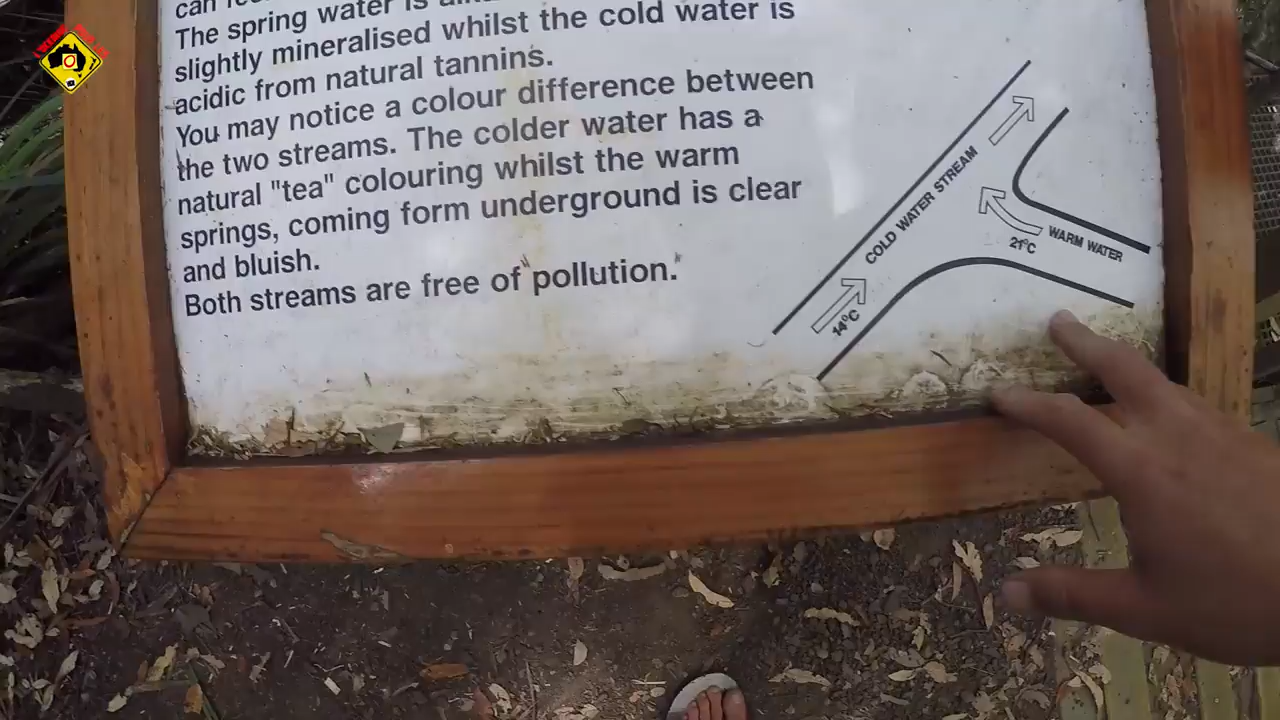 can
The spring water is
slightly mineralised whilst the cold water is
acidic from natural tannins.
You may notice a colour difference between
the two streams. The colder water has a
natural "tea" colouring whilst the warm
springs, coming form underground is clear
and bluish.
Both streams are free of pollution.
COLD WATER STREAM
14°C
WARM WATER
21°C